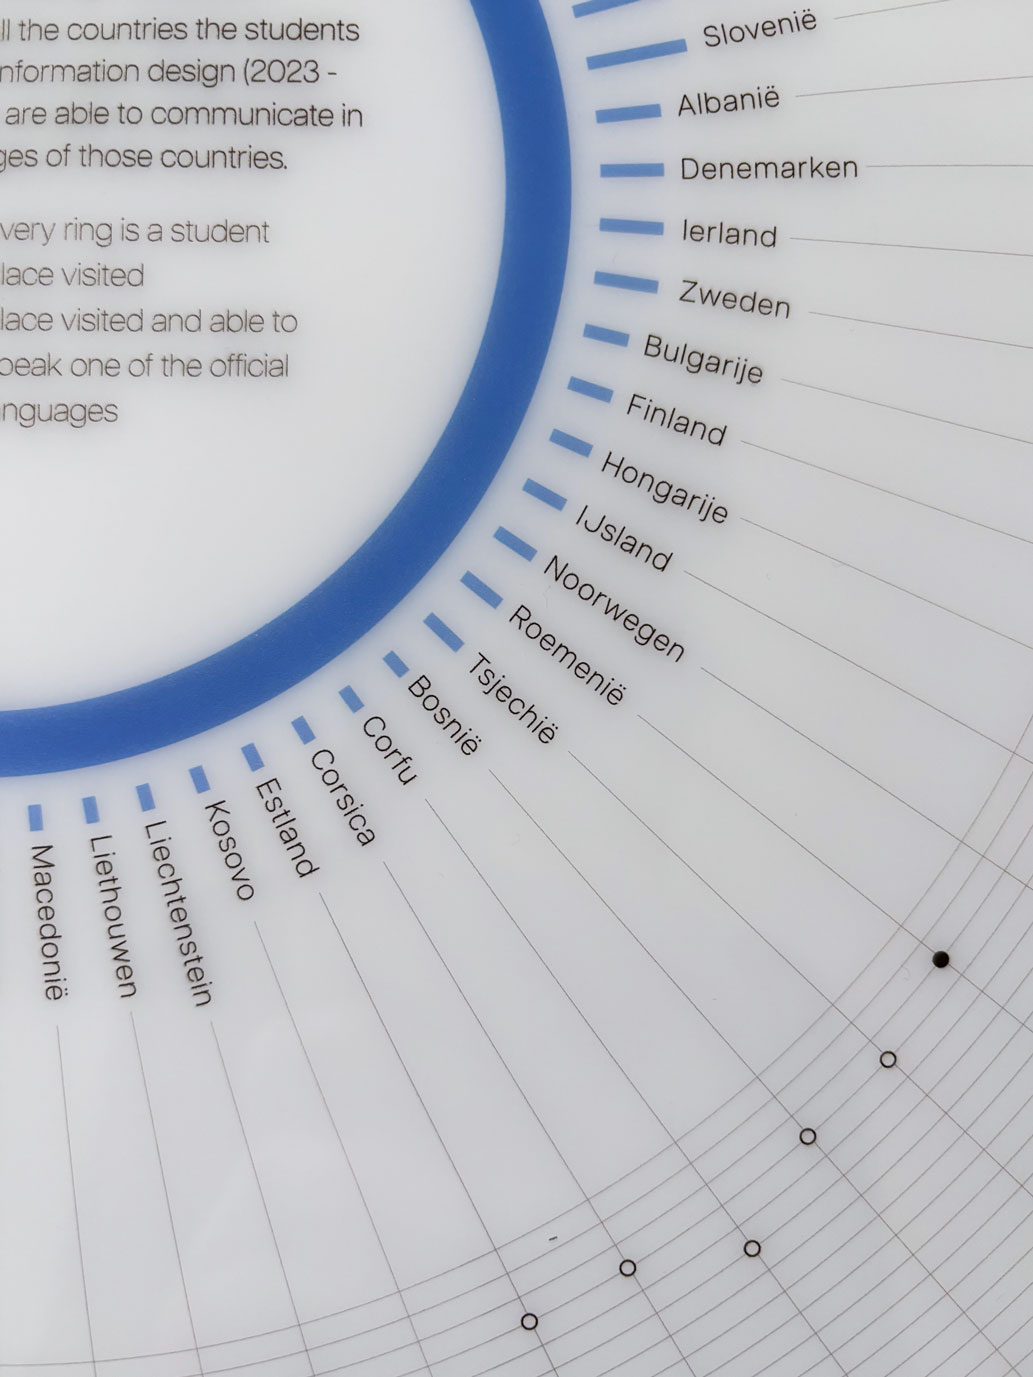 ll the countries the students
nformation design (2023 -
are able to communicate in
ges of those countries.
very ring is a student
lace visited
lace visited and able to
peak one of the official
nguages
Slovenië
Albanië
Denemarken
Ierland
Zweden
Bulgarije
Finland
Hongarije
IJsland
Noorwegen
Roemenië
Tsjechië
Bosnië
Corfu
Corsica
Estland
Kosovo
Liechtenstein
Liethouwen
Macedonië